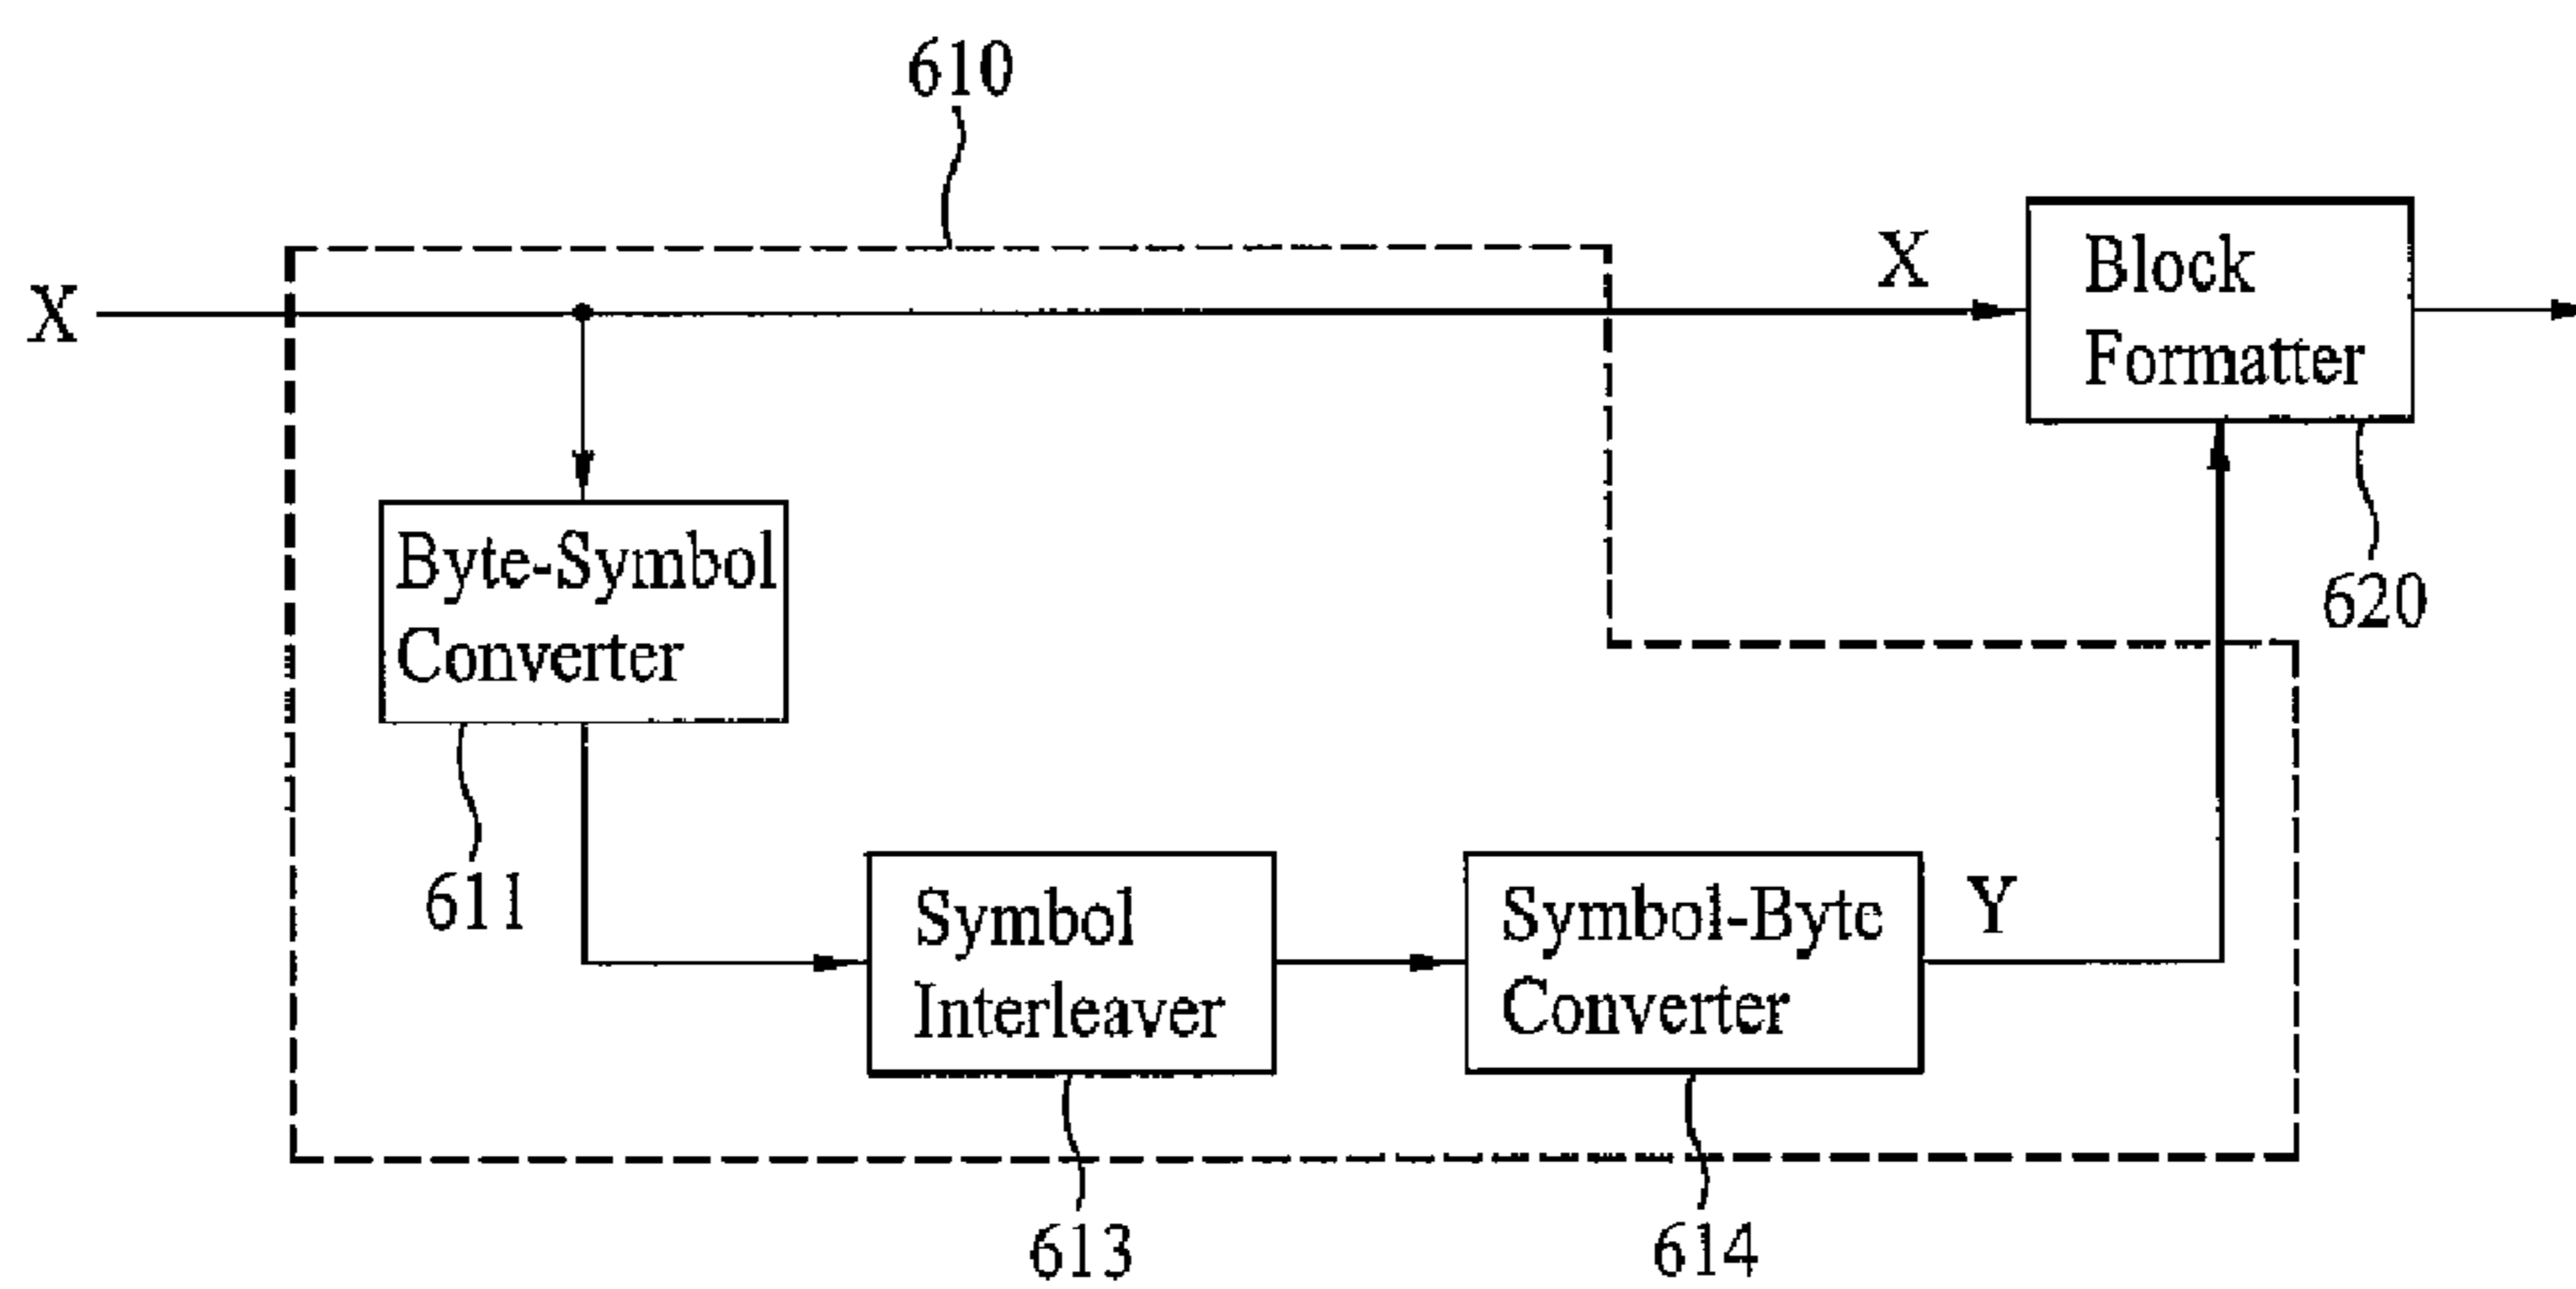 610
X
X
Block
Formatter
Byte-Symbol
Converter
620
611
Symbol
Interleaver
Symbol-Byte
Converter
Y
613
614